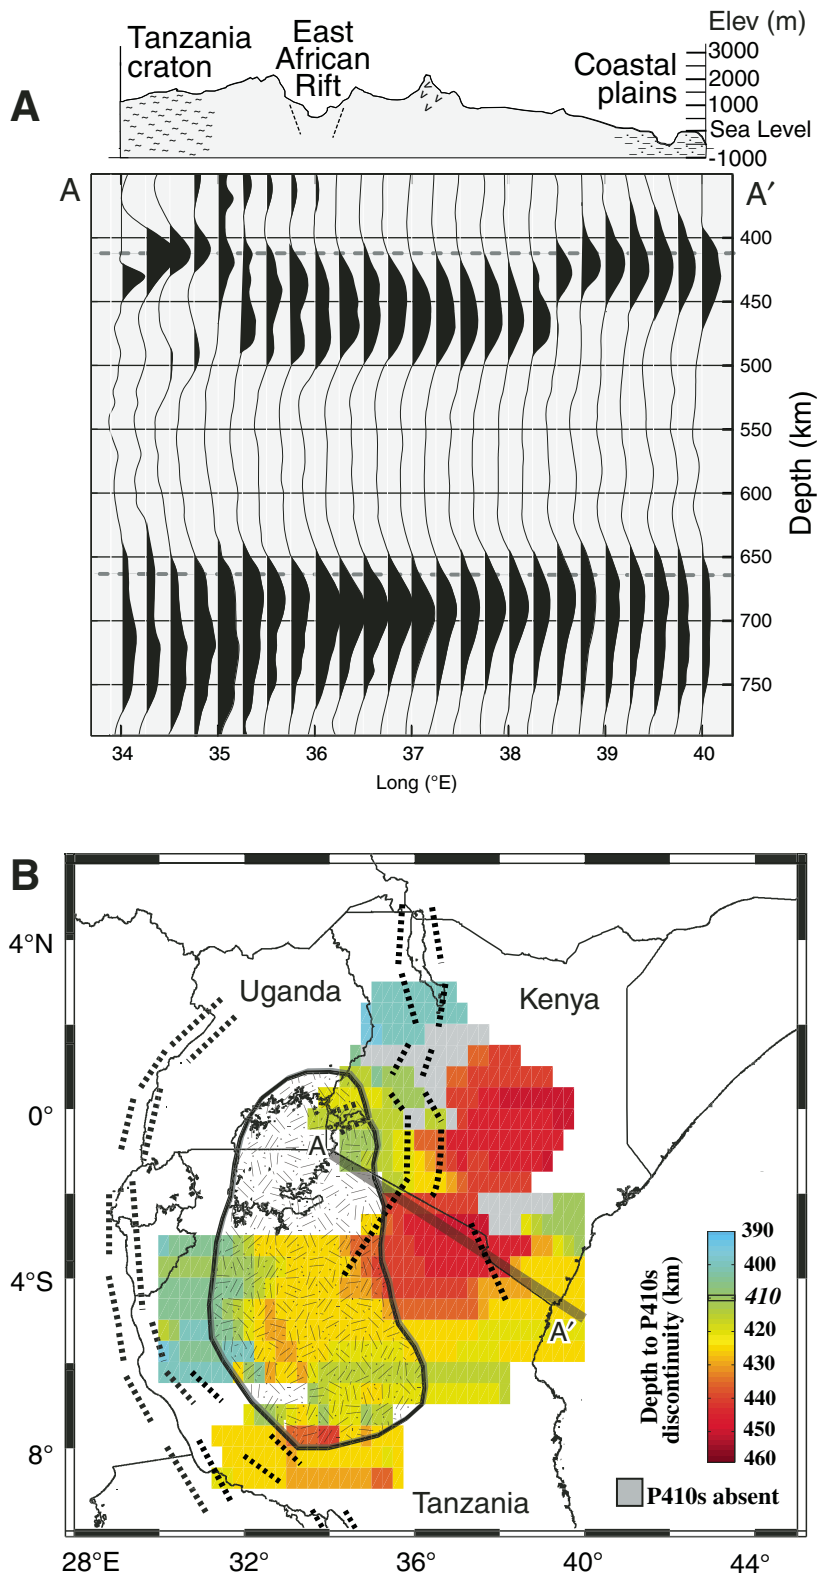 A
Tanzania
craton
East
African
Rift
Coastal
plains
Elev (m)
3000
2000
1000
Sea Level
-1000
A
A′
400
450
500
550
600
650
700
750
Depth (km)
34
35
36
37
38
39
40
Long (°E)
B
4°N
0°
4°S
8°
Uganda
Kenya
A
A′
Tanzania
Depth to P410s
discontinuity (km)
390
400
410
420
430
440
450
460
P410s absent
28°E
32°
36°
40°
44°